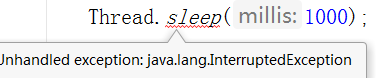 Thread.sleep( millis: 1000);
Unhandled exception: java.lang.InterruptedException